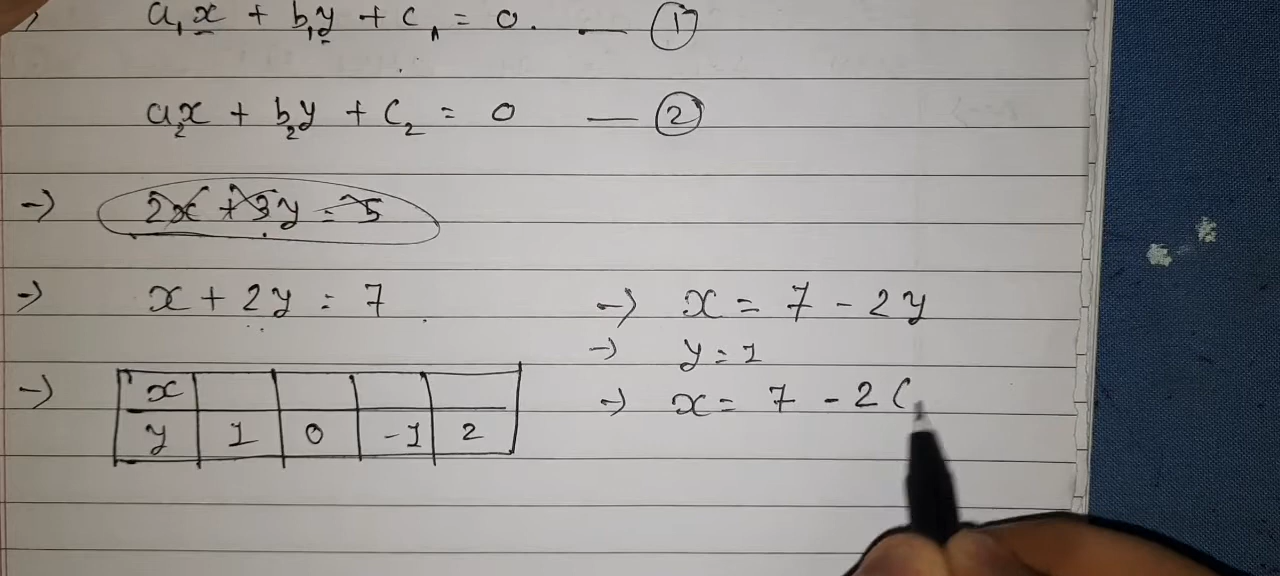 a₁x + b₁y + c₁ = 0. — ①
a₂x + b₂y + c₂ = 0 — ②
→ 2x + 3y = 5
→ x + 2y = 7 → x = 7 - 2y
→ y = 1
→ x = 7 - 2 (
→ x
y 1 0 -1 2